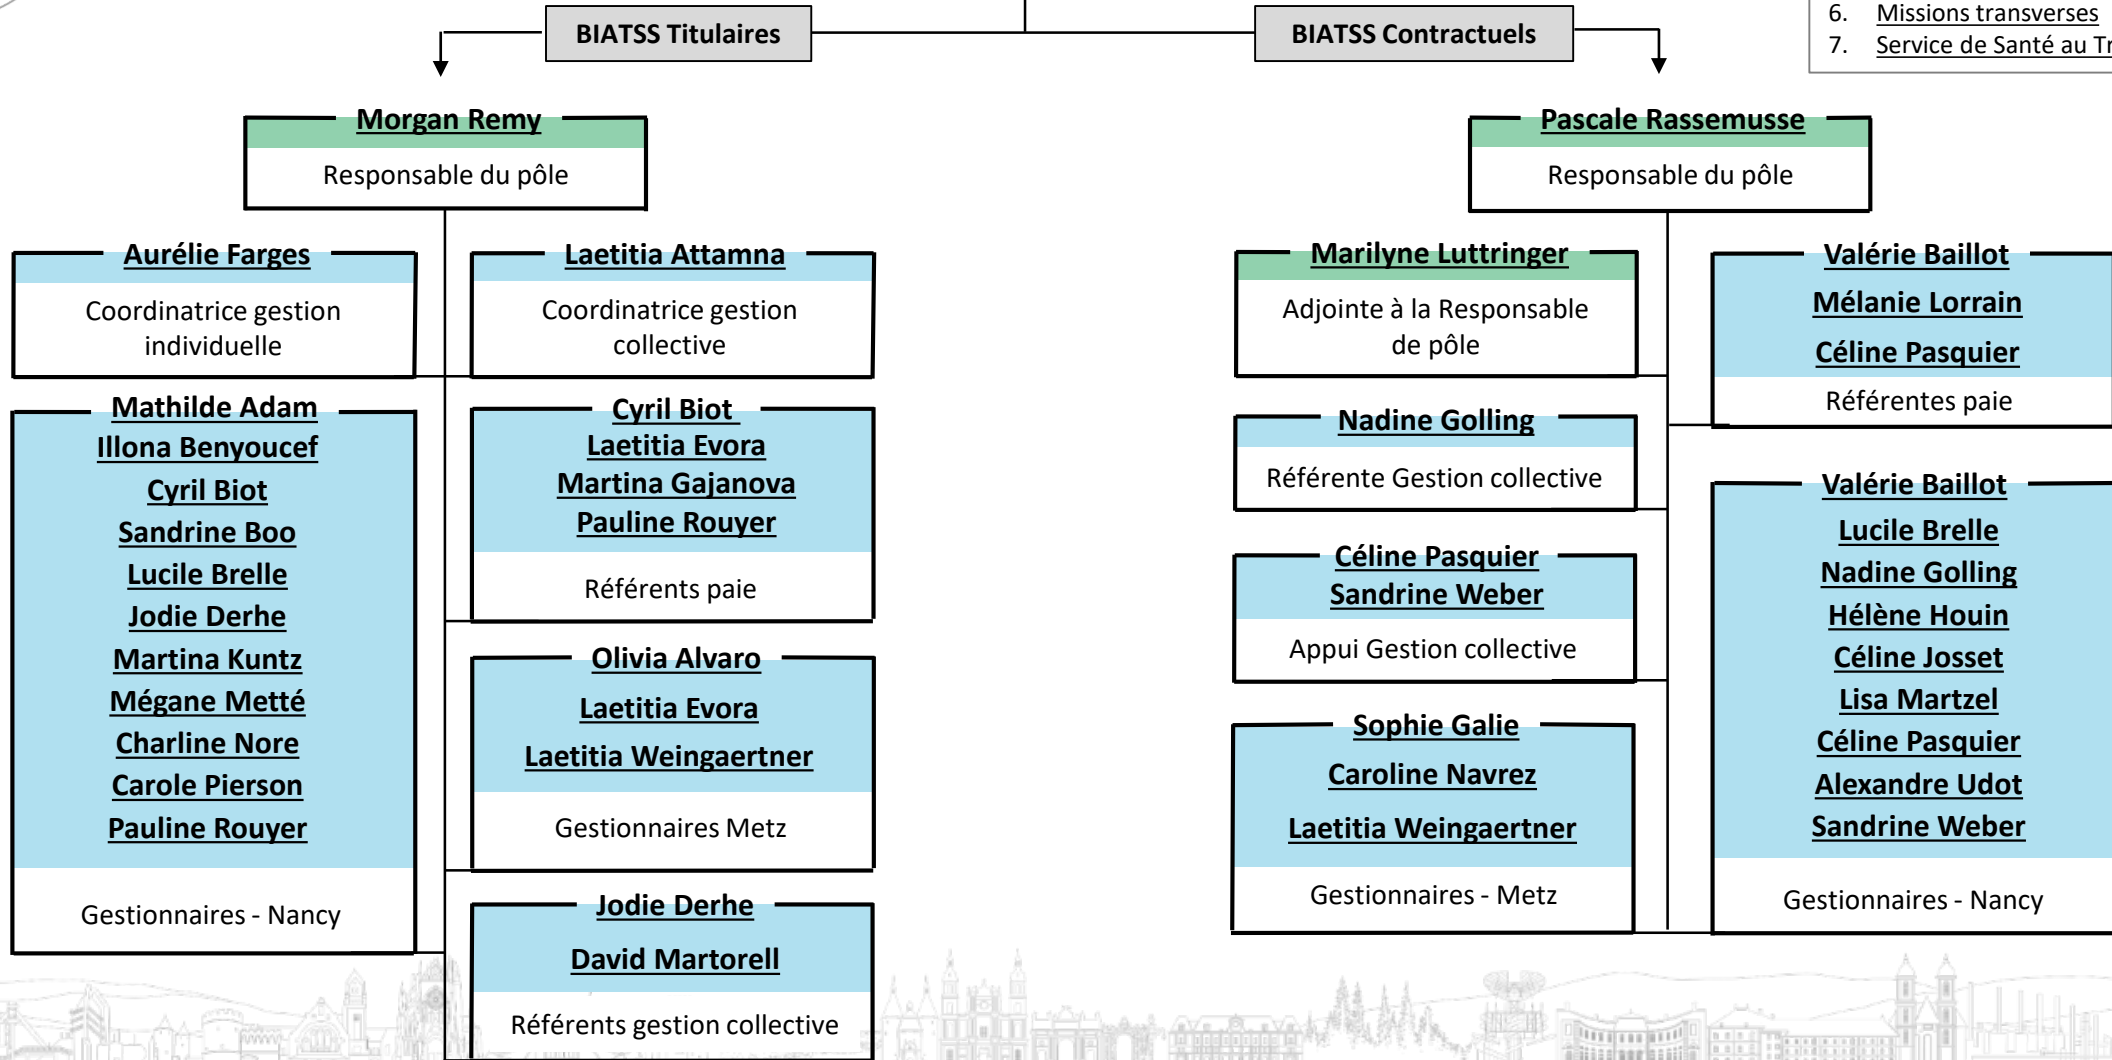 BIATSS Titulaires
BIATSS Contractuels
6. Missions transverses
7. Service de Santé au Tr
Morgan Remy
Responsable du pôle
Aurélie Farges
Coordinatrice gestion
individuelle
Laetitia Attamna
Coordinatrice gestion
collective
Mathilde Adam
Illona Benyoucef
Cyril Biot
Sandrine Boo
Lucile Brelle
Jodie Derhe
Martina Kuntz
Mégane Metté
Charline Nore
Carole Pierson
Pauline Rouyer
Gestionnaires - Nancy
Cyril Biot
Laetitia Evora
Martina Gajanova
Pauline Rouyer
Référents paie
Olivia Alvaro
Laetitia Evora
Laetitia Weingaertner
Gestionnaires Metz
Jodie Derhe
David Martorell
Référents gestion collective
Pascale Rassemusse
Responsable du pôle
Marilyne Luttringer
Adjointe à la Responsable
de pôle
Nadine Golling
Référente Gestion collective
Céline Pasquier
Sandrine Weber
Appui Gestion collective
Sophie Galie
Caroline Navrez
Laetitia Weingaertner
Gestionnaires - Metz
Valérie Baillot
Mélanie Lorrain
Céline Pasquier
Référentes paie
Valérie Baillot
Lucile Brelle
Nadine Golling
Hélène Houin
Céline Josset
Lisa Martzel
Céline Pasquier
Alexandre Udot
Sandrine Weber
Gestionnaires - Nancy